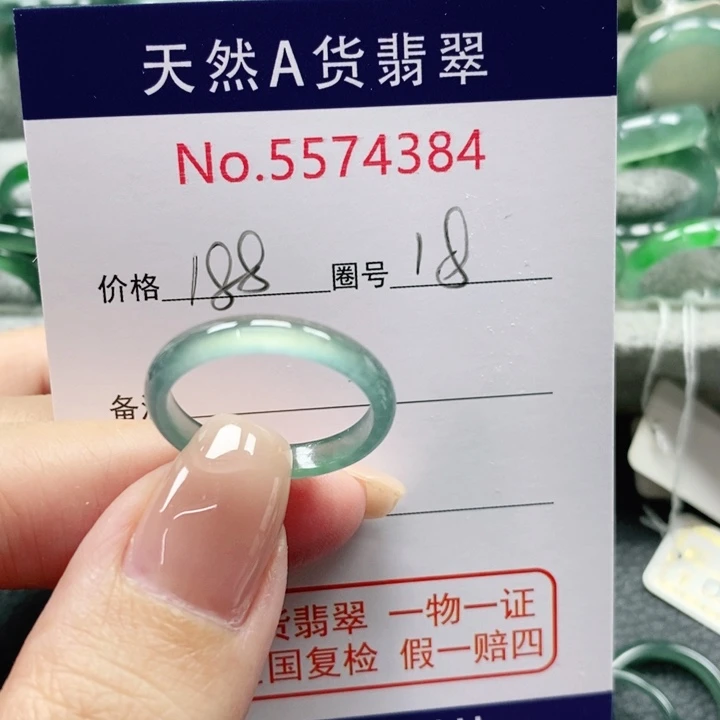 天然A货翡翠
No.5574384
价格 188 圈号 18
备
货翡翠 一物一证
国复检 假一赔四